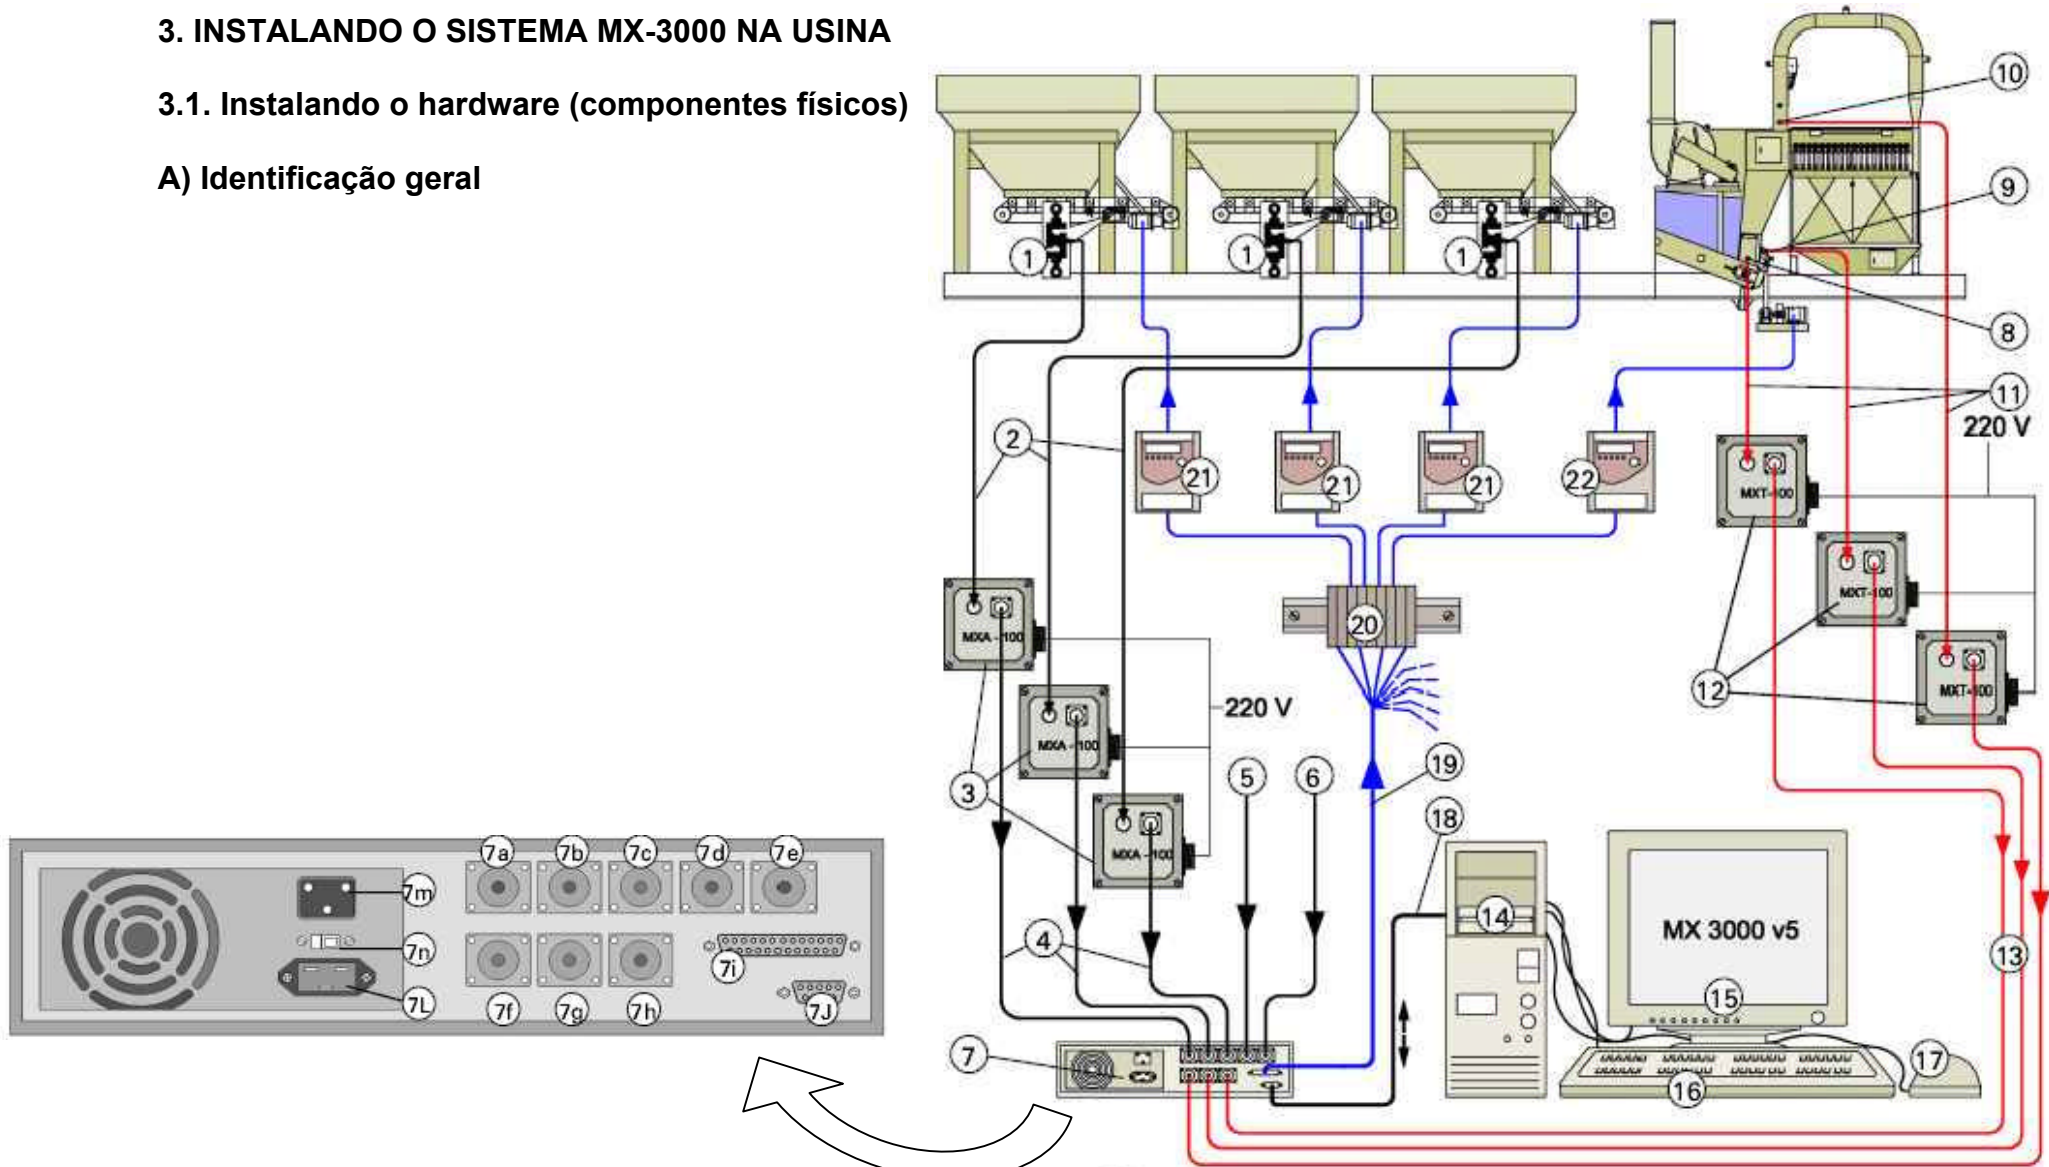 3. INSTALANDO O SISTEMA MX-3000 NA USINA
3.1. Instalando o hardware (componentes físicos)
A) Identificação geral
10
9
1
1
1
8
11
220 V
2
21
21
21
22
MXT-100
MXT-100
MXT-100
12
20
MXA - 100
MXA - 100
MXA - 100
220 V
3
5
6
19
18
7a
7b
7c
7d
7e
7m
7n
7L
7f
7g
7h
7i
7J
4
14
MX 3000 v5
15
13
7
16
17